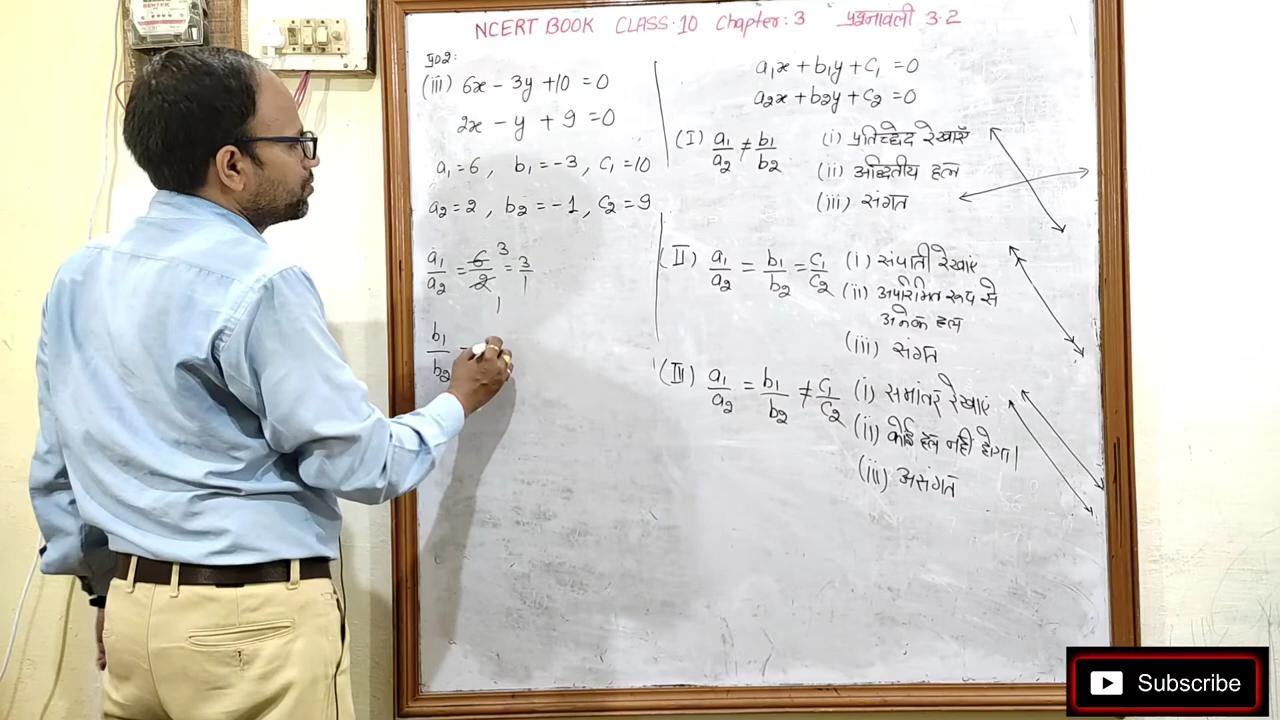 NCERT BOOK CLASS-10 Chapter: 3 प्रश्नावली 3.2
(iii) 6x - 3y + 10 = 0
2x - y + 9 = 0
a₁ = 6, b₁ = -3, c₁ = 10
a₂ = 2, b₂ = -1, c₂ = 9
a₁/a₂ = 6/2 = 3/1
3
1
b₁/b₂ =
a₁x + b₁y + c₁ = 0
a₂x + b₂y + c₂ = 0
(I) a₁/a₂ ≠ b₁/b₂ (i) प्रतिच्छेद रेखाएँ
(ii) अद्वितीय हल
(iii) संगत
(II) a₁/a₂ = b₁/b₂ = c₁/c₂ (i) संपाती रेखाएं
(ii) अपरिमित रूप से
अनेक हल
(iii) संगत
(III) a₁/a₂ = b₁/b₂ ≠ c₁/c₂ (i) समांतर रेखाएं
(ii) कोई हल नही होगा।
(iii) असंगत
Subscribe